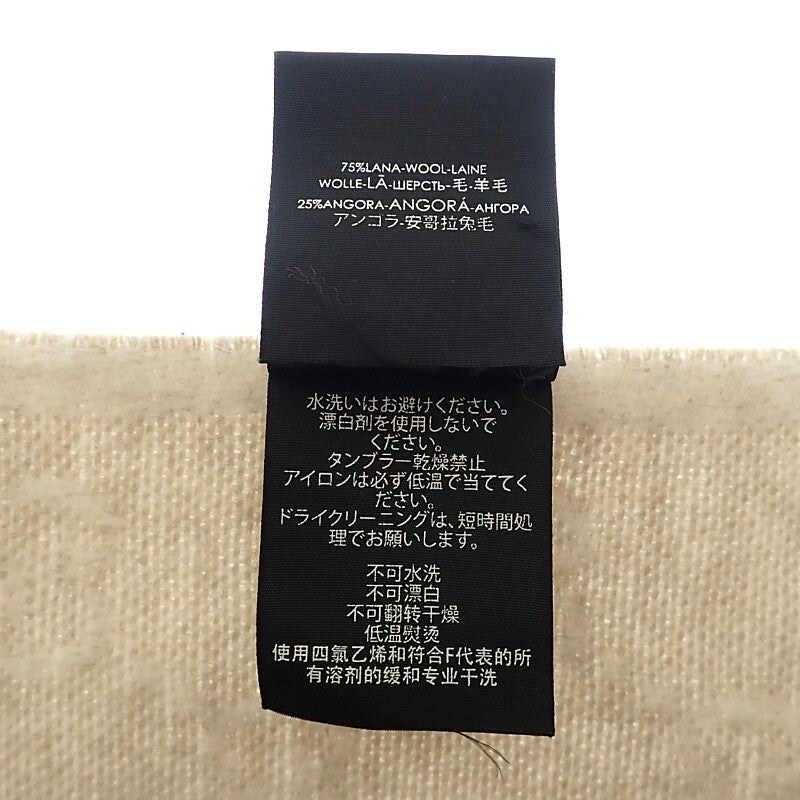 75%LANA-WOOL-LAINE
WOLLE-LÃ-ШЕРСТЬ-毛-羊毛
25%ANGORA-ANGORÁ-АНГОРА
アンコラ-安哥拉兔毛
水洗いはお避けください。
漂白剤を使用しないで
ください。
タンブラー乾燥禁止
アイロンは必ず低温で当ててく
ださい。
ドライクリーニングは、短時間処
理でお願いします。
不可水洗
不可漂白
不可翻转干燥
低温熨烫
使用四氯乙烯和符合F代表的所
有溶剂的缓和专业干洗